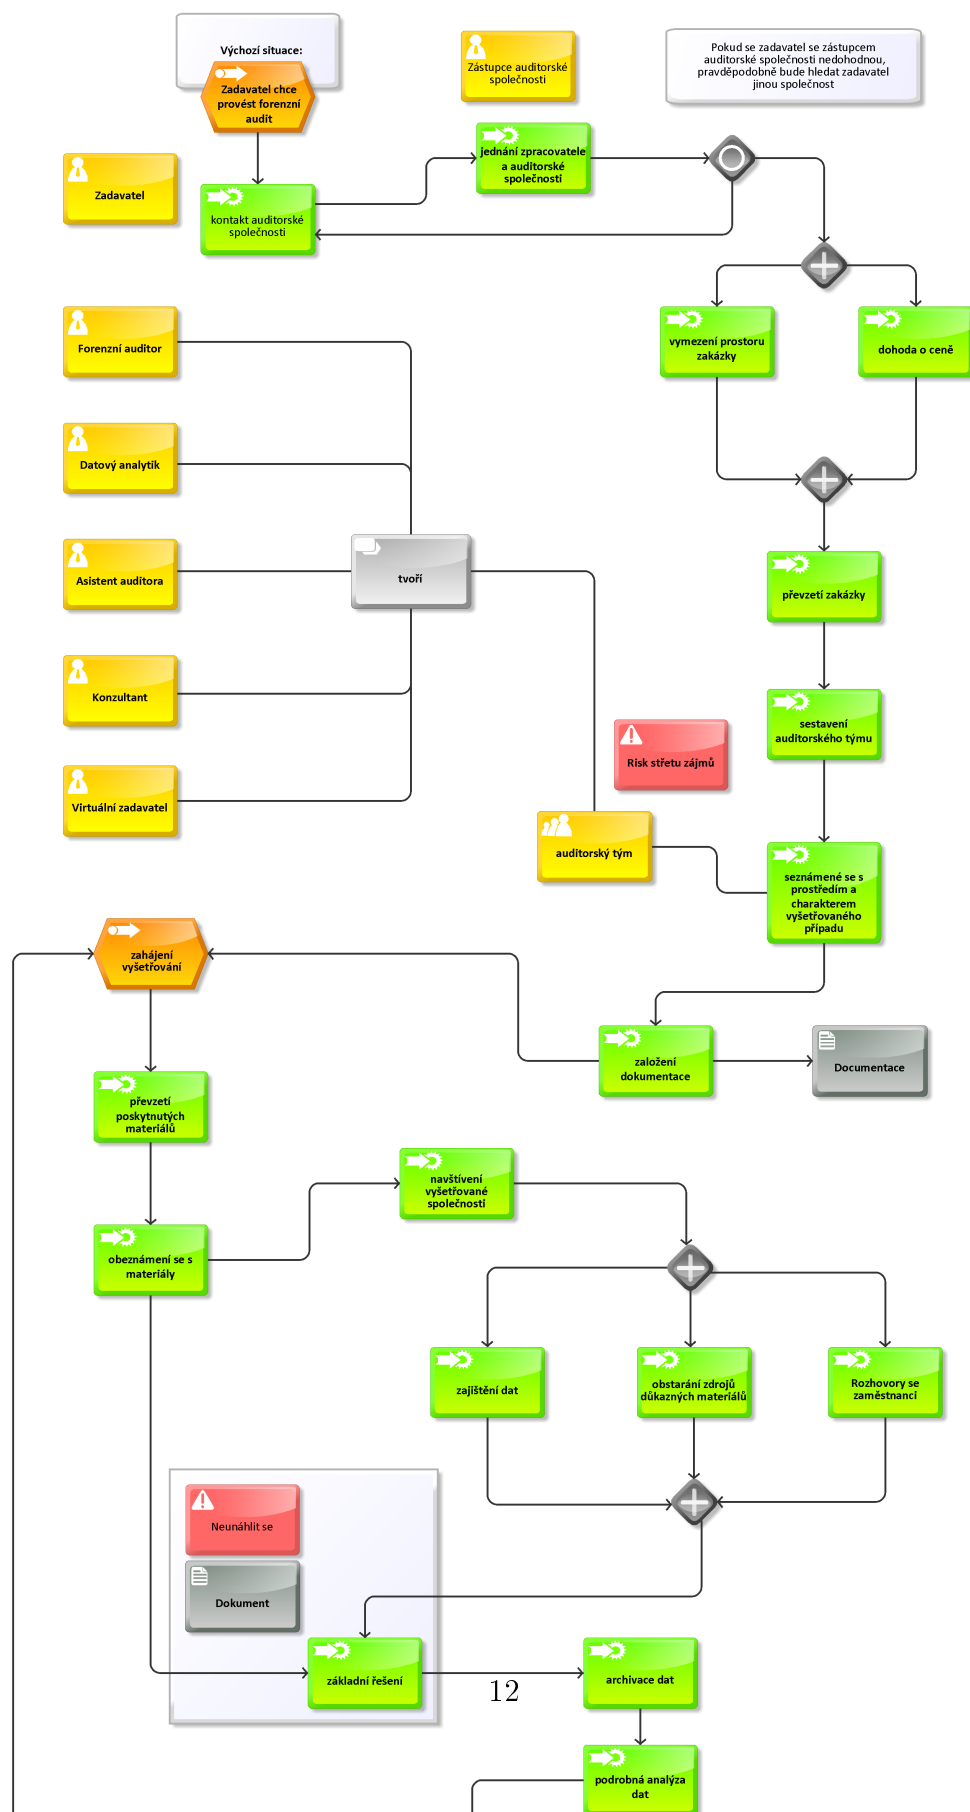 Výchozí situace:
Zadavatel chce
provést forenzní
audit
Zástupce auditorské
společnosti
Pokud se zadavatel se zástupcem
auditorské společnosti nedohodnou,
pravděpodobně bude hledat zadavatel
jinou společnost
jednání zpracovatele
a auditorské
společnosti
Zadavatel
kontakt auditorské
společnosti
Forenzní auditor
vymezení prostoru
zakázky
dohoda o ceně
Datový analytik
Asistent auditora
tvoří
převzetí zakázky
Konzultant
sestavení
auditorského týmu
Risk střetu zájmů
Virtuální zadavatel
auditorský tým
seznámené se s
prostředím a
charakterem
vyšetřovaného
případu
zahájení
vyšetřování
založení
dokumentace
Documentace
převzetí
poskytnutých
materiálů
navštívení
vyšetřované
společnosti
obeznámení se s
materiály
zajištění dat
obstarání zdrojů
důkazných materiálů
Rozhovory se
zaměstnanci
Neunáhlit se
Dokument
základní řešení
archivace dat
12
podrobná analýza
dat